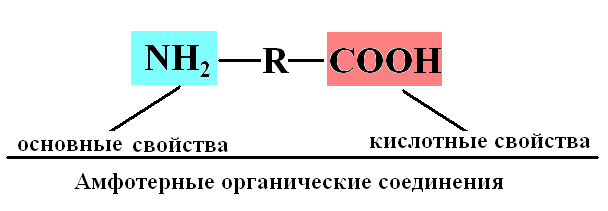 NH₂—R—COOH
основные свойства
кислотные свойства
Амфотерные органические соединения